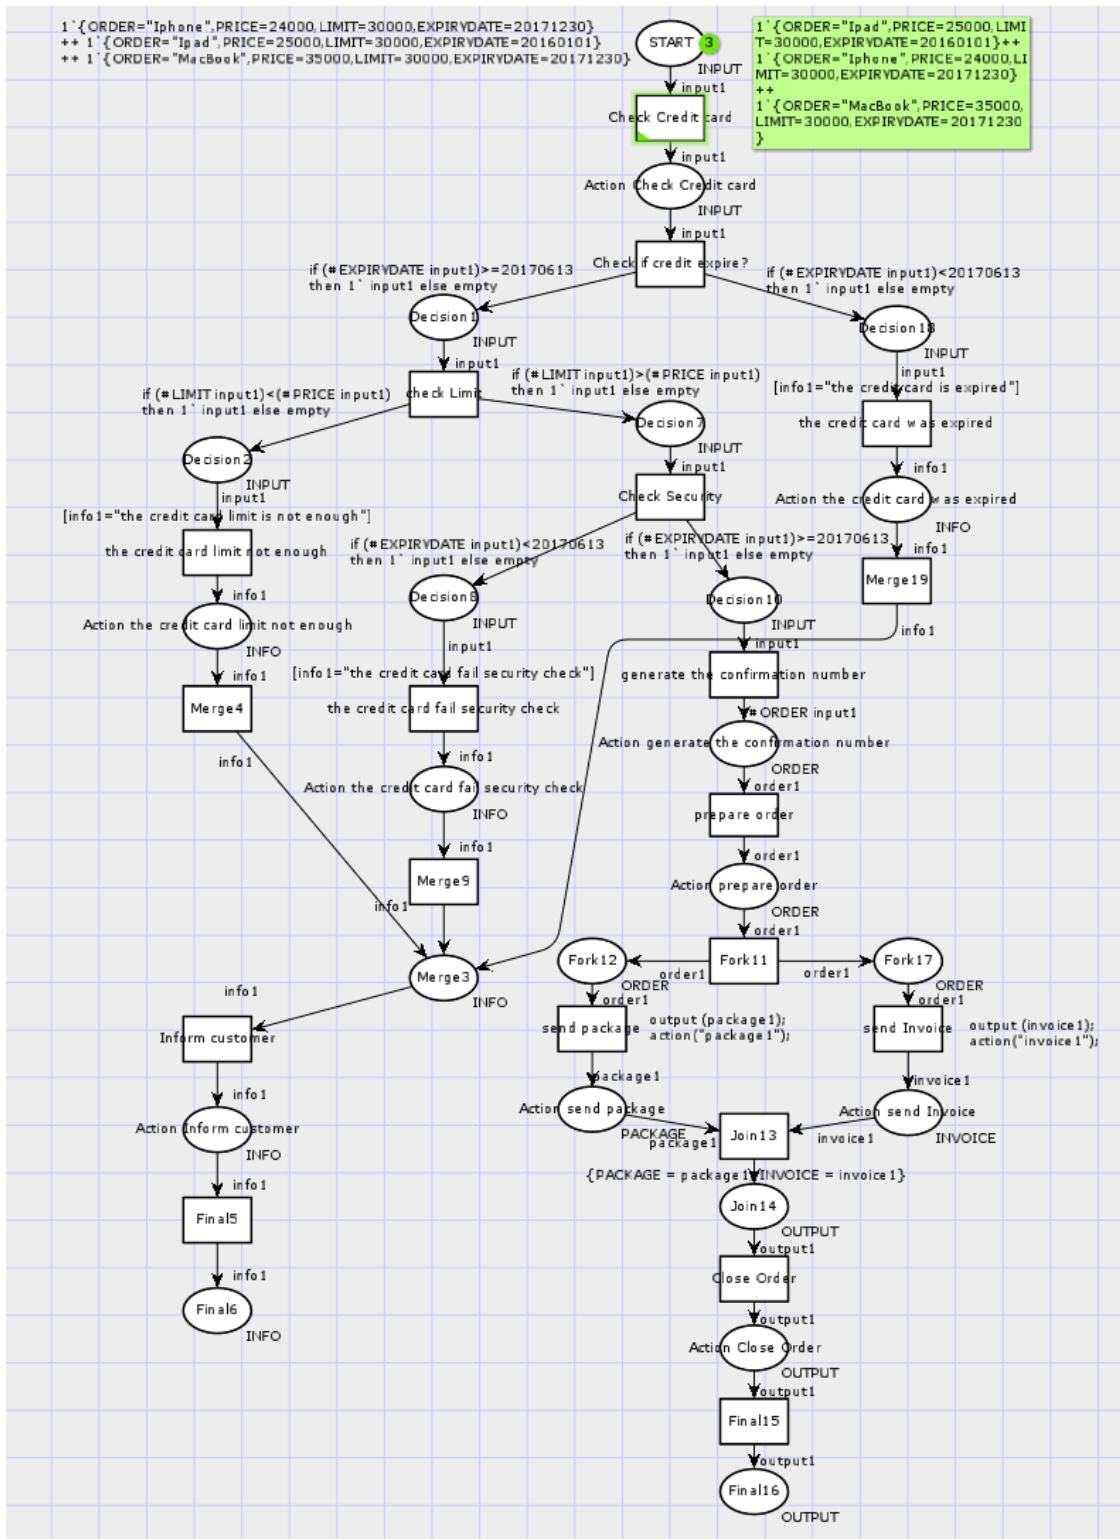 1`{ORDER="Iphone",PRICE=24000,LIMIT=30000,EXPIRYDATE=20171230}
++ 1`{ORDER="Ipad",PRICE=25000,LIMIT=30000,EXPIRYDATE=20160101}
++ 1`{ORDER="MacBook",PRICE=35000,LIMIT=30000,EXPIRYDATE=20171230}
START
3
INPUT
1`{ORDER="Ipad",PRICE=25000,LIMI
T=30000,EXPIRYDATE=20160101}++
1`{ORDER="Iphone",PRICE=24000,LI
MIT=30000,EXPIRYDATE=20171230}
++
1`{ORDER="MacBook",PRICE=35000,
LIMIT=30000,EXPIRYDATE=20171230
}
input1
Check Credit card
input1
Action Check Credit card
INPUT
input1
Check if credit expire?
if (#EXPIRYDATE input1)>=20170613
then 1` input1 else empty
if (#EXPIRYDATE input1)<20170613
then 1` input1 else empty
Decision1
INPUT
Decision18
INPUT
input1
check Limit
input1
[info1="the credit card is expired"]
if (#LIMIT input1)<(#PRICE input1)
then 1` input1 else empty
if (#LIMIT input1)>(#PRICE input1)
then 1` input1 else empty
the credit card was expired
Decision7
INPUT
Decision2
INPUT
input1
info1
input1
Check Security
Action the credit card was expired
INFO
[info1="the credit card limit is not enough"]
the credit card limit not enough
if (#EXPIRYDATE input1)<20170613
then 1` input1 else empty
if (#EXPIRYDATE input1)>=20170613
then 1` input1 else empty
info1
Merge19
info1
info1
Decision8
INPUT
Decision10
INPUT
Action the credit card limit not enough
INFO
input1
input1
info1
[info1="the credit card fail security check"]
generate the confirmation number
Merge4
the credit card fail security check
#ORDER input1
info1
info1
Action generate the confirmation number
ORDER
Action the credit card fail security check
INFO
order1
prepare order
info1
order1
Merge9
Action prepare order
ORDER
info1
order1
Fork12
ORDER
Fork11
order1
order1
Fork17
ORDER
Merge3
INFO
info1
order1
order1
Inform customer
send package
output (package1);
action("package1");
send Invoice
output (invoice1);
action("invoice1");
info1
package1
invoice1
Action Inform customer
INFO
Action send package
PACKAGE
package1
Join13
invoice1
Action send Invoice
INVOICE
info1
{PACKAGE = package1, INVOICE = invoice1}
Final5
Join14
OUTPUT
info1
output1
Close Order
Final6
INFO
output1
Action Close Order
OUTPUT
output1
Final15
output1
Final16
OUTPUT